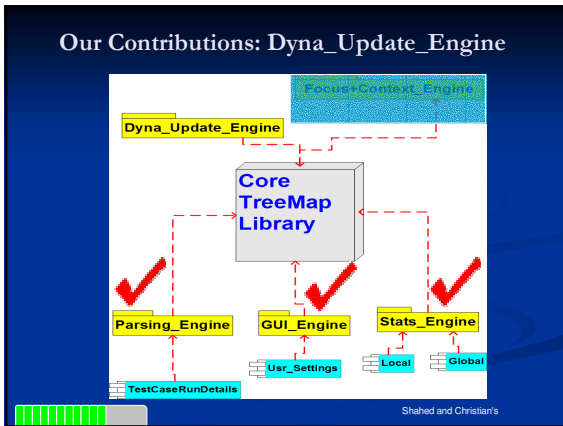 Our Contributions: Dyna_Update_Engine
Focus+Context_Engine
Dyna_Update_Engine
Core
TreeMap
Library
Parsing_Engine
GUI_Engine
Stats_Engine
Usr_Settings
Local
Global
TestCaseRunDetails
Shahed and Christian's